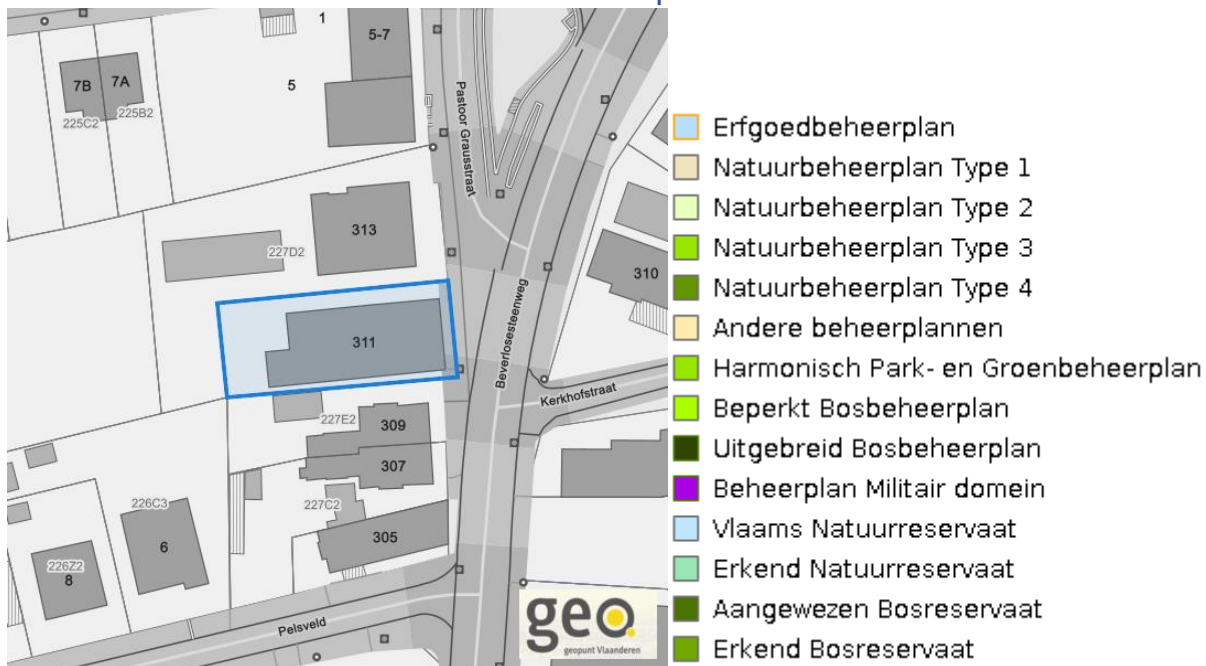 1
5-7
7B
7A
5
225C2
225B2
Pastoor Grausstraat
313
227D2
310
311
Beverlosesteenweg
Kerkhofstraat
227E2
309
307
226C3
227C2
6
305
226Z2
8
Pelsveld
geo.
geopunt Vlaanderen
Erfgoedbeheerplan
Natuurbeheerplan Type 1
Natuurbeheerplan Type 2
Natuurbeheerplan Type 3
Natuurbeheerplan Type 4
Andere beheerplannen
Harmonisch Park- en Groenbeheerplan
Beperkt Bosbeheerplan
Uitgebreid Bosbeheerplan
Beheerplan Militair domein
Vlaams Natuurreservaat
Erkend Natuurreservaat
Aangewezen Bosreservaat
Erkend Bosreservaat